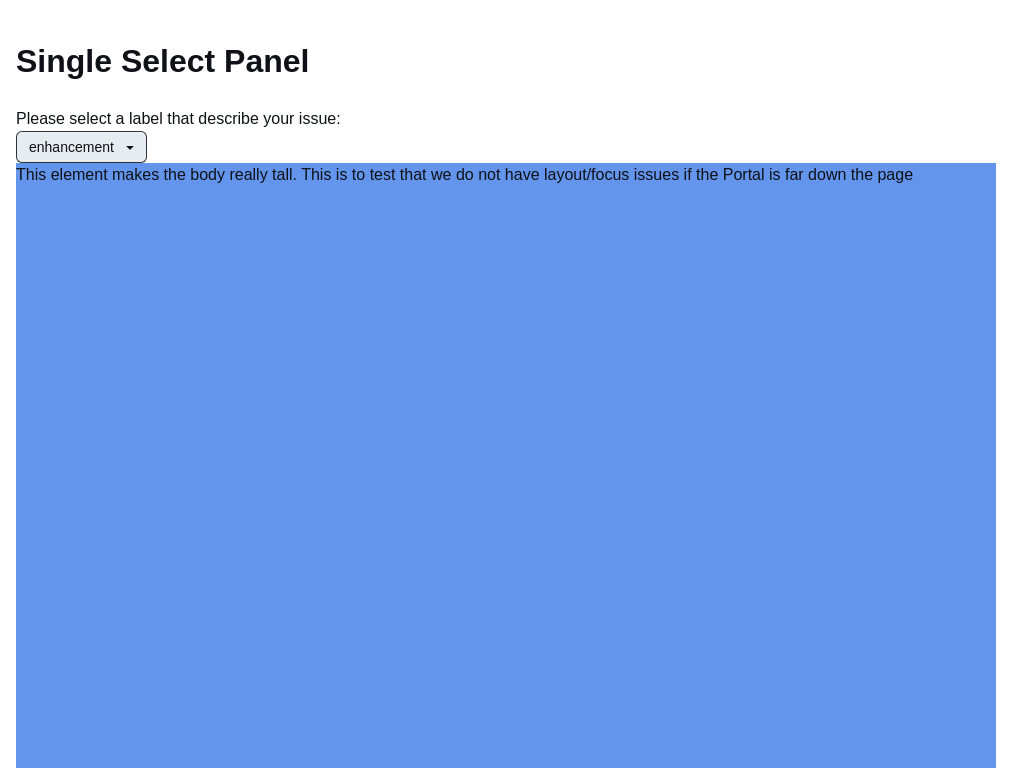 Single Select Panel
Please select a label that describe your issue:
enhancement
This element makes the body really tall. This is to test that we do not have layout/focus issues if the Portal is far down the page